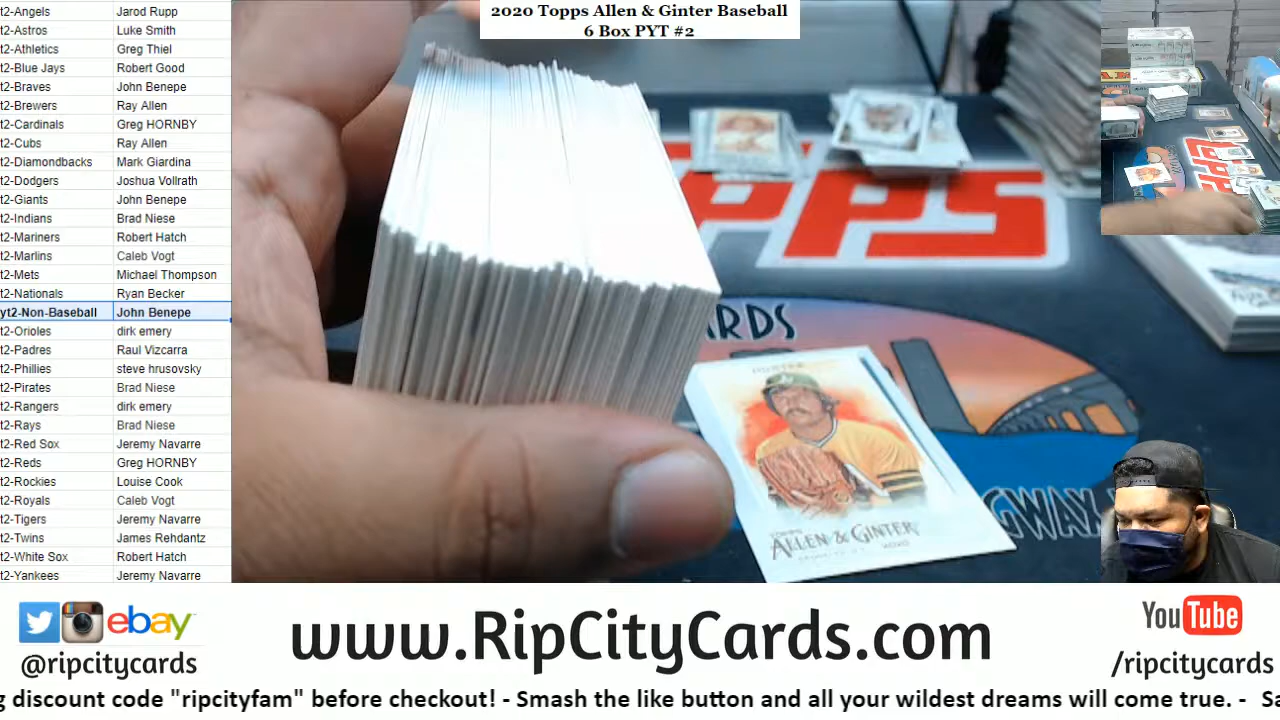 2020 Topps Allen & Ginter Baseball
6 Box PYT #2
t2-Angels Jarod Rupp
t2-Astros Luke Smith
t2-Athletics Greg Thiel
t2-Blue Jays Robert Good
t2-Braves John Benepe
t2-Brewers Ray Allen
t2-Cardinals Greg HORNBY
t2-Cubs Ray Allen
t2-Diamondbacks Mark Giardina
t2-Dodgers Joshua Vollrath
t2-Giants John Benepe
t2-Indians Brad Niese
t2-Mariners Robert Hatch
t2-Marlins Caleb Vogt
t2-Mets Michael Thompson
t2-Nationals Ryan Becker
yt2-Non-Baseball John Benepe
t2-Orioles dirk emery
t2-Padres Raul Vizcarra
t2-Phillies steve hrusovsky
t2-Pirates Brad Niese
t2-Rangers dirk emery
t2-Rays Brad Niese
t2-Red Sox Jeremy Navarre
t2-Reds Greg HORNBY
t2-Rockies Louise Cook
t2-Royals Caleb Vogt
t2-Tigers Jeremy Navarre
t2-Twins James Rehdantz
t2-White Sox Robert Hatch
t2-Yankees Jeremy Navarre
PPS
ARDS
HUNTER
TOPPS
ALLEN & GINTER
GWAX
ebay
@ripcitycards
www.RipCityCards.com
YouTube
/ripcitycards
g discount code "ripcityfam" before checkout! - Smash the like button and all your wildest dreams will come true. - Sa